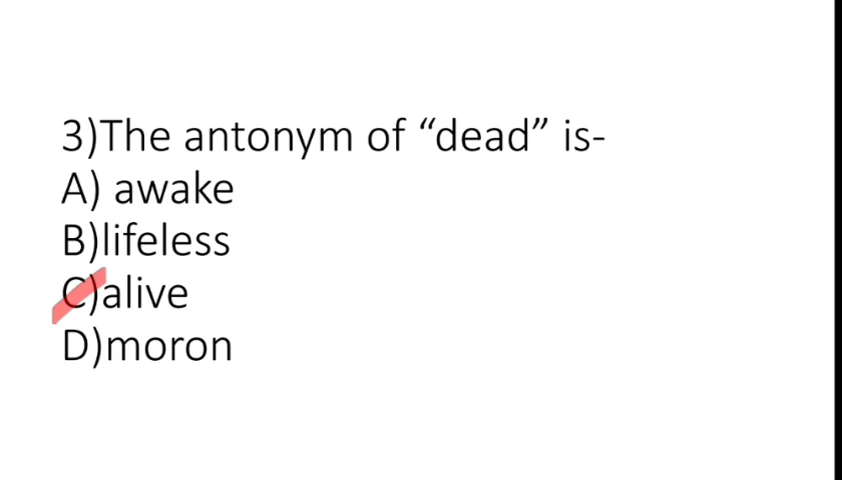 3)The antonym of “dead” is-
A) awake
B)lifeless
C)alive
D)moron